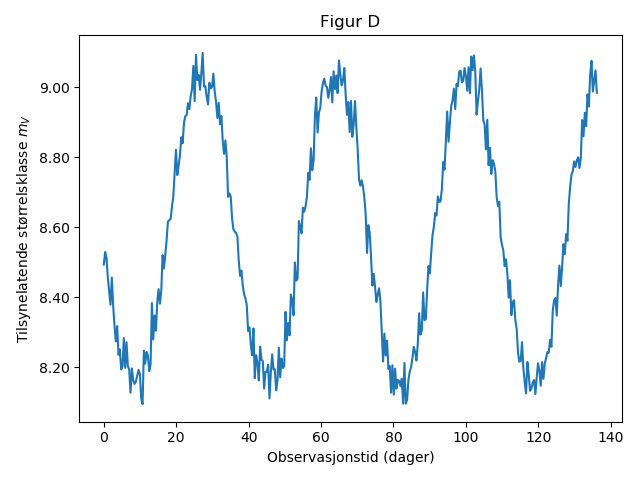 Figur D
Tilsynelatende størrelsklasse m_V
9.00
8.80
8.60
8.40
8.20
0 20 40 60 80 100 120 140
Observasjonstid (dager)